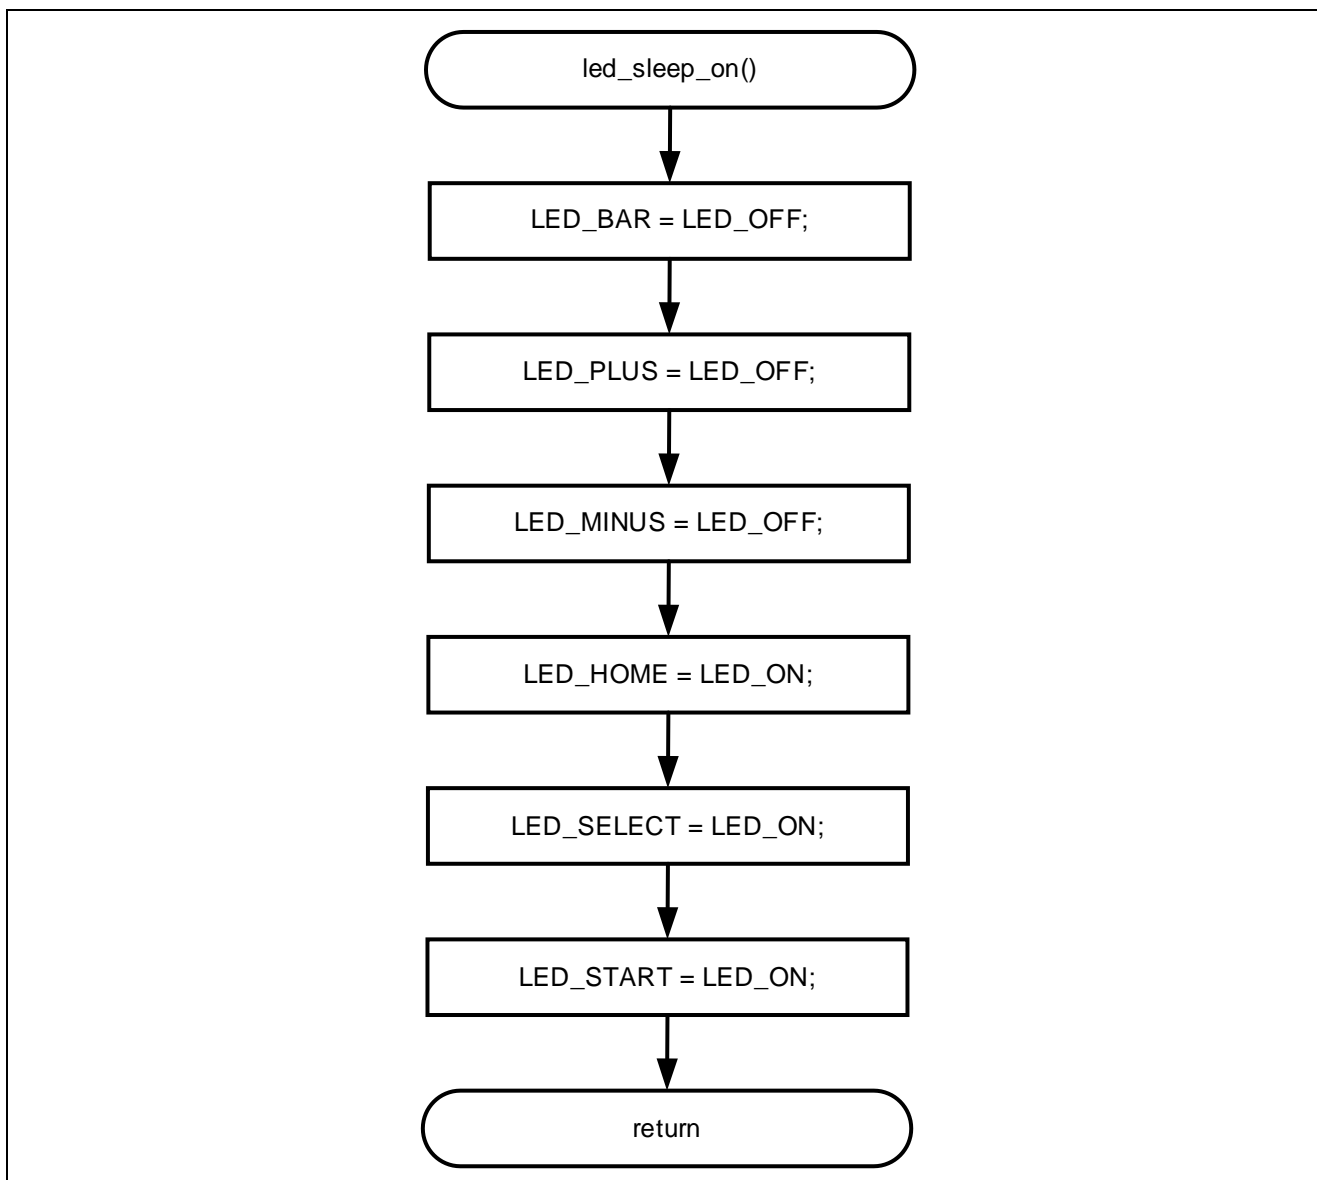 led_sleep_on()
LED_BAR = LED_OFF;
LED_PLUS = LED_OFF;
LED_MINUS = LED_OFF;
LED_HOME = LED_ON;
LED_SELECT = LED_ON;
LED_START = LED_ON;
return